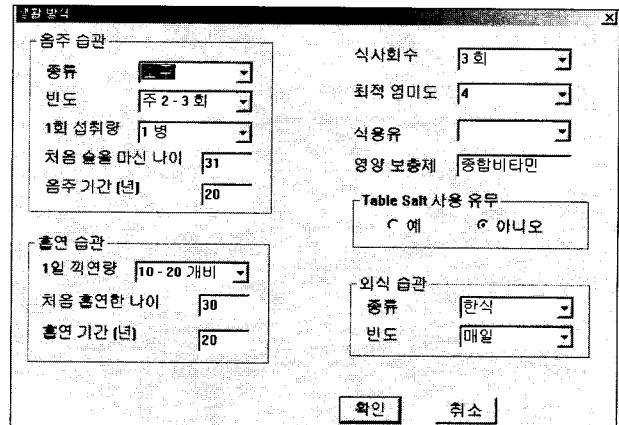 생활 방식
음주 습관
종류
빈도 주 2 - 3 회
1회 섭취량 1 병
처음 술을 마신 나이 31
음주 기간 (년) 20
흡연 습관
1일 끽연량 10 - 20 개비
처음 흡연한 나이 30
흡연 기간 (년) 20
식사회수 3 회
최적 염미도 4
식용유
영양 보충제 종합비타민
Table Salt 사용 유무
예 아니오
외식 습관
종류 한식
빈도 매일
확인 취소